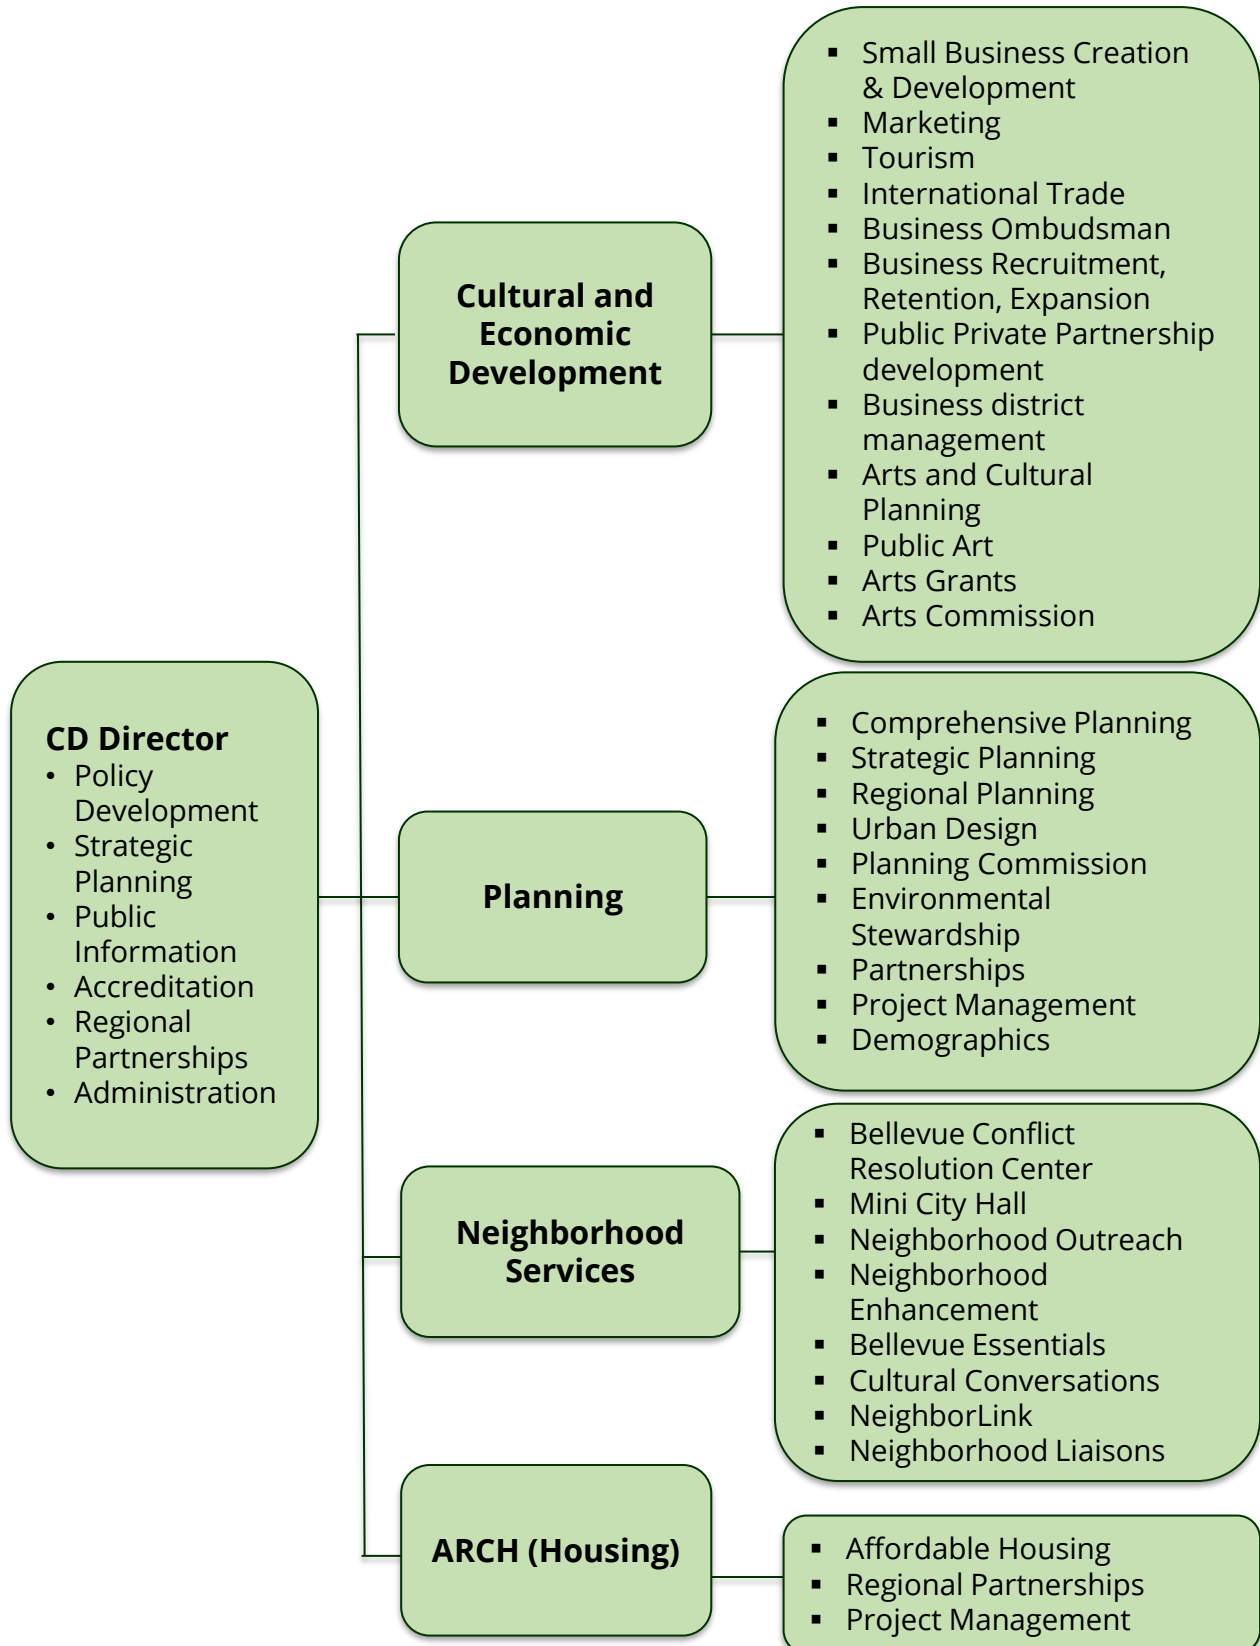 CD Director
• Policy
Development
• Strategic
Planning
• Public
Information
• Accreditation
• Regional
Partnerships
• Administration
Cultural and
Economic
Development
▪ Small Business Creation
& Development
▪ Marketing
▪ Tourism
▪ International Trade
▪ Business Ombudsman
▪ Business Recruitment,
Retention, Expansion
▪ Public Private Partnership
development
▪ Business district
management
▪ Arts and Cultural
Planning
▪ Public Art
▪ Arts Grants
▪ Arts Commission
Planning
▪ Comprehensive Planning
▪ Strategic Planning
▪ Regional Planning
▪ Urban Design
▪ Planning Commission
▪ Environmental
Stewardship
▪ Partnerships
▪ Project Management
▪ Demographics
Neighborhood
Services
▪ Bellevue Conflict
Resolution Center
▪ Mini City Hall
▪ Neighborhood Outreach
▪ Neighborhood
Enhancement
▪ Bellevue Essentials
▪ Cultural Conversations
▪ NeighborLink
▪ Neighborhood Liaisons
ARCH (Housing)
▪ Affordable Housing
▪ Regional Partnerships
▪ Project Management